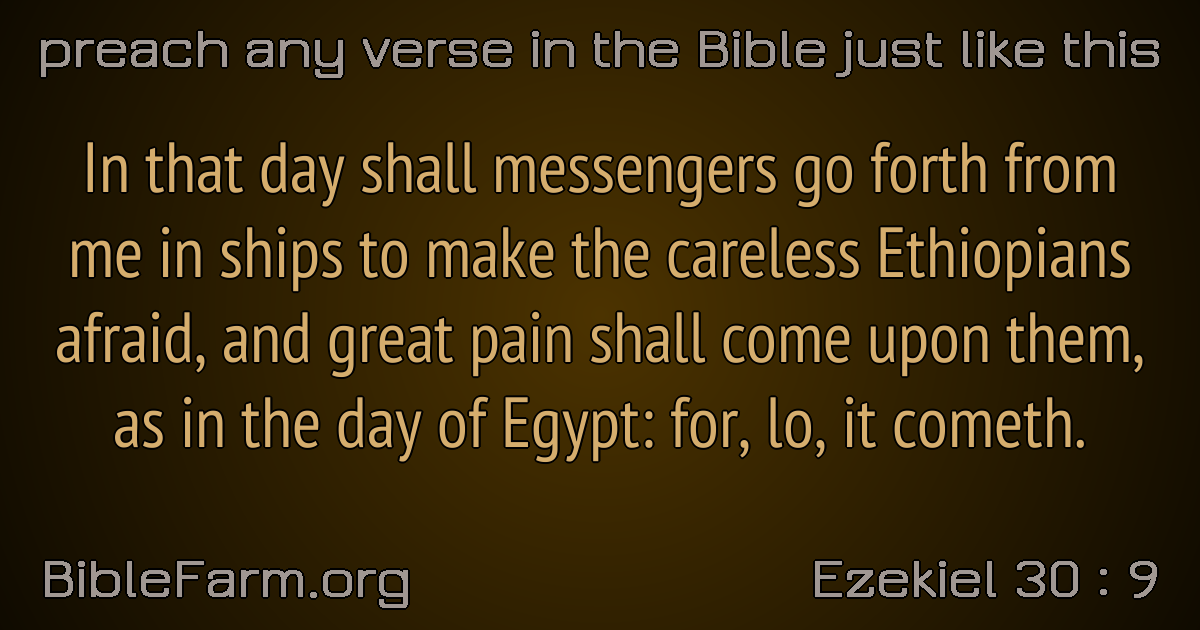 preach any verse in the Bible just like this
In that day shall messengers go forth from
me in ships to make the careless Ethiopians
afraid, and great pain shall come upon them,
as in the day of Egypt: for, lo, it cometh.
BibleFarm.org
Ezekiel 30 : 9